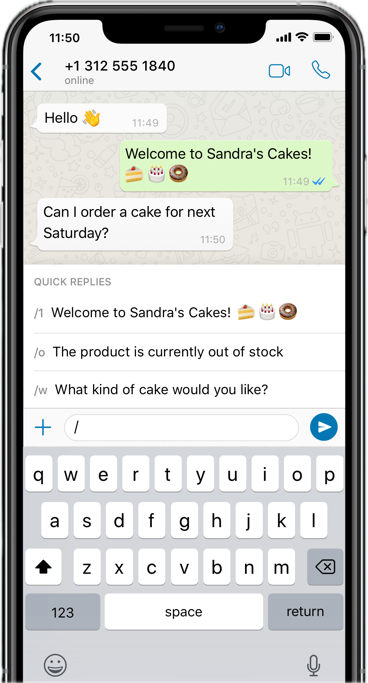 11:50
+1 312 555 1840
online
Hello 👋
11:49
Welcome to Sandra's Cakes!
🍰🎂🍩
11:49
Can I order a cake for next
Saturday?
11:50
QUICK REPLIES
/1 Welcome to Sandra's Cakes! 🍰🎂🍩
/o The product is currently out of stock
/w What kind of cake would you like?
/
q w e r t y u i o p
a s d f g h j k l
z x c v b n m
123 space return